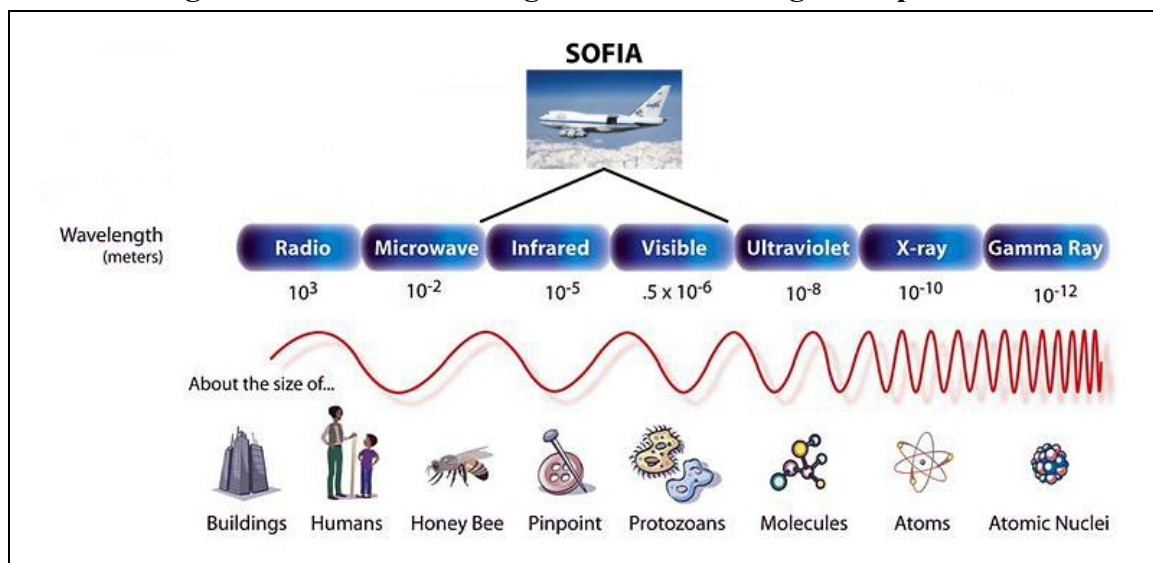 SOFIA
Wavelength
(meters)
Radio Microwave Infrared Visible Ultraviolet X-ray Gamma Ray
10³ 10⁻² 10⁻⁵ .5 x 10⁻⁶ 10⁻⁸ 10⁻¹⁰ 10⁻¹²
About the size of...
Buildings Humans Honey Bee Pinpoint Protozoans Molecules Atoms Atomic Nuclei